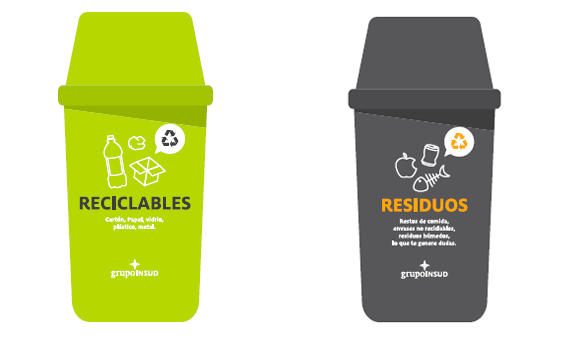 RECICLABLES
Cartón, Papel, vidrio,
plástico, metal.
grupoINSUD
RESIDUOS
Restos de comida,
envases no reciclables,
residuos húmedos,
lo que te genere dudas.
grupoINSUD